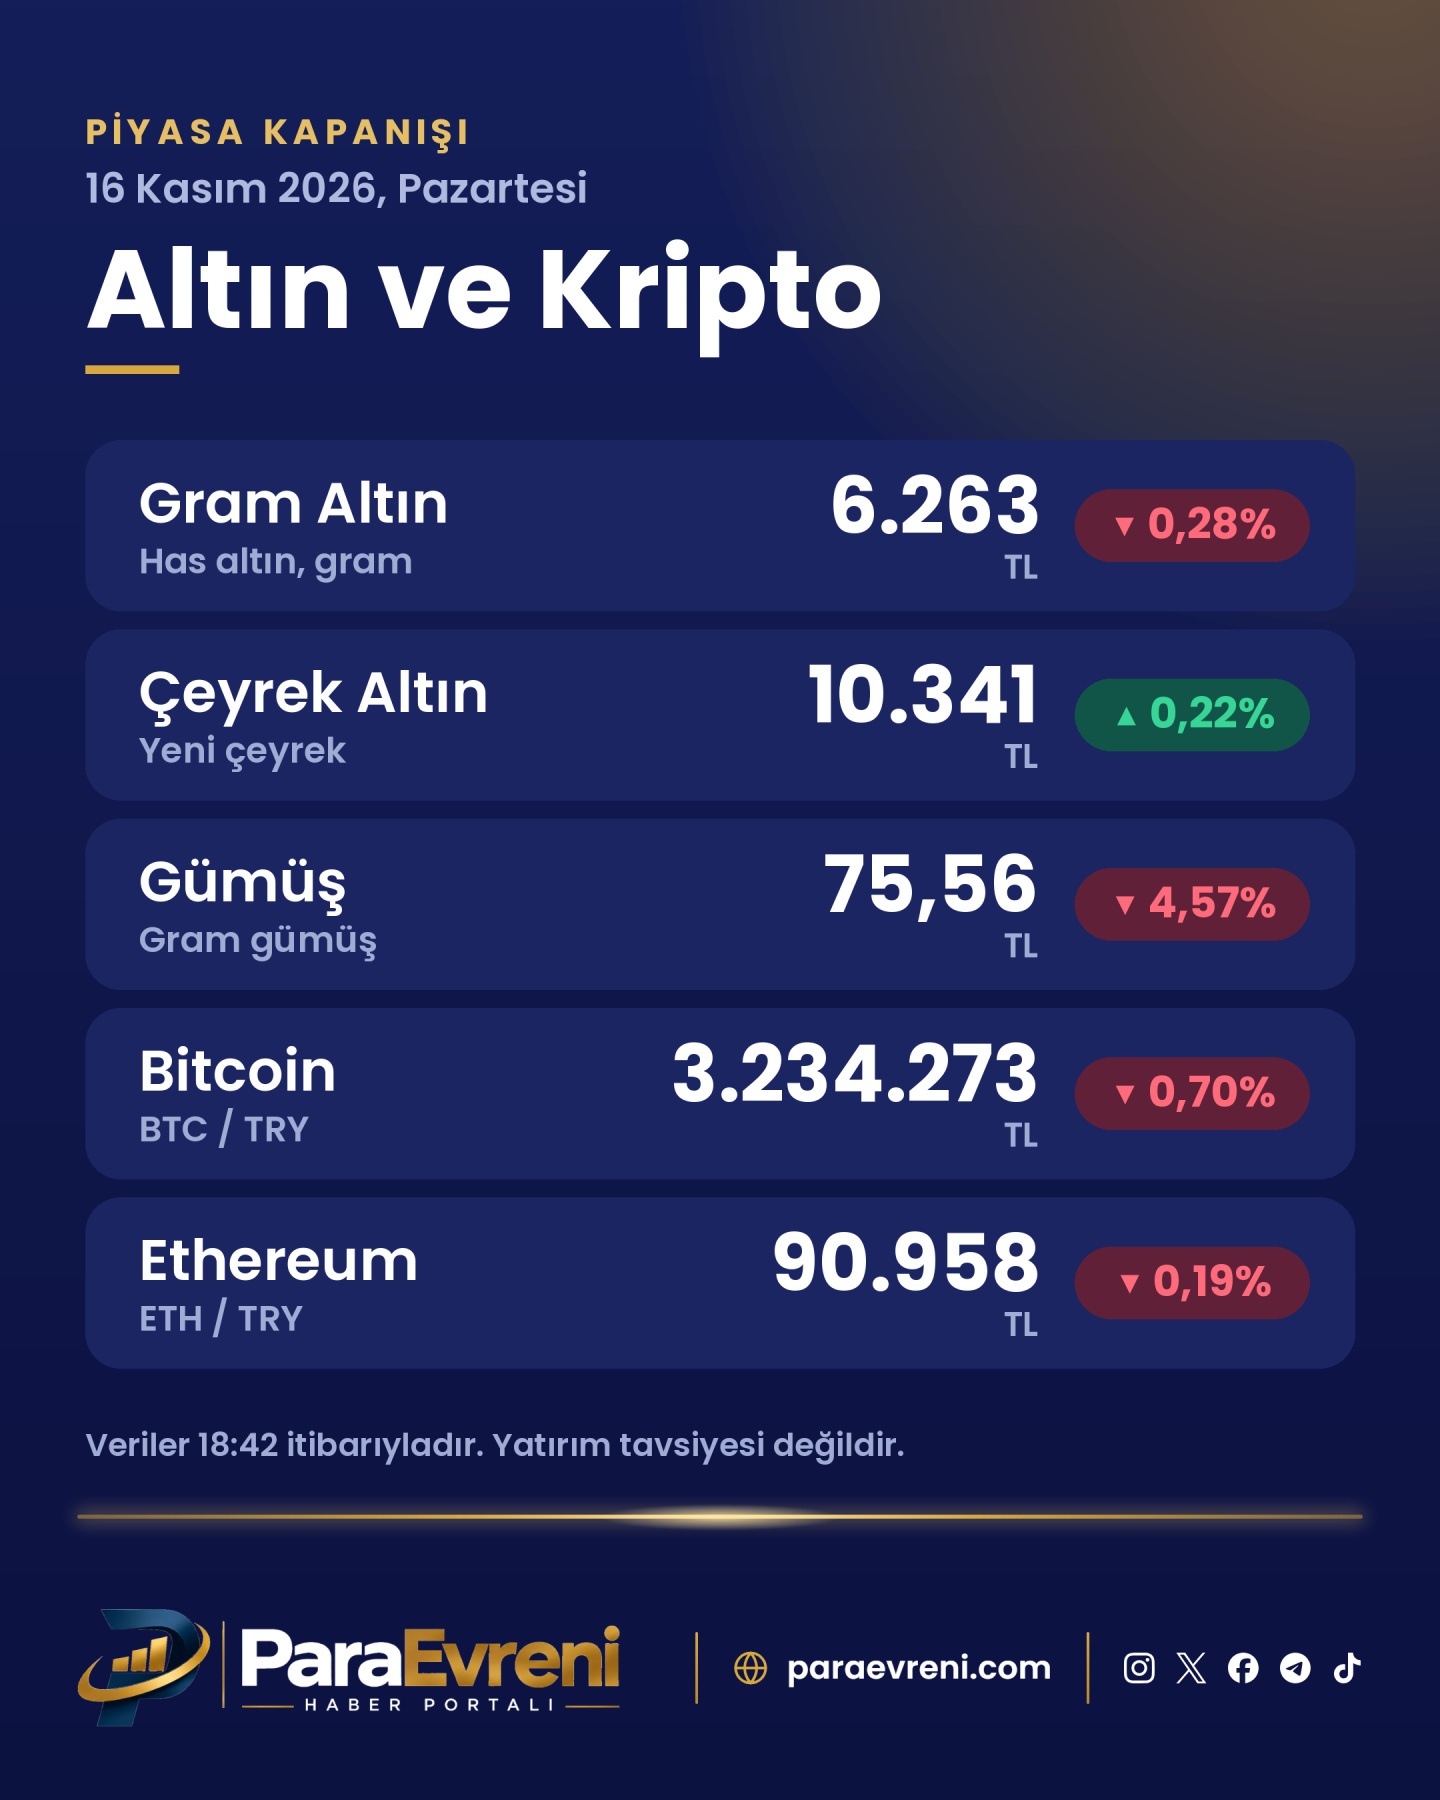 PİYASA KAPANIŞI
16 Kasım 2026, Pazartesi
Altın ve Kripto
Gram Altın
Has altın, gram
6.263
TL
▼ 0,28%
Çeyrek Altın
Yeni çeyrek
10.341
TL
▲ 0,22%
Gümüş
Gram gümüş
75,56
TL
▼ 4,57%
Bitcoin
BTC / TRY
3.234.273
TL
▼ 0,70%
Ethereum
ETH / TRY
90.958
TL
▼ 0,19%
Veriler 18:42 itibarıyladır. Yatırım tavsiyesi değildir.
ParaEvreni
HABER PORTALI
paraevreni.com